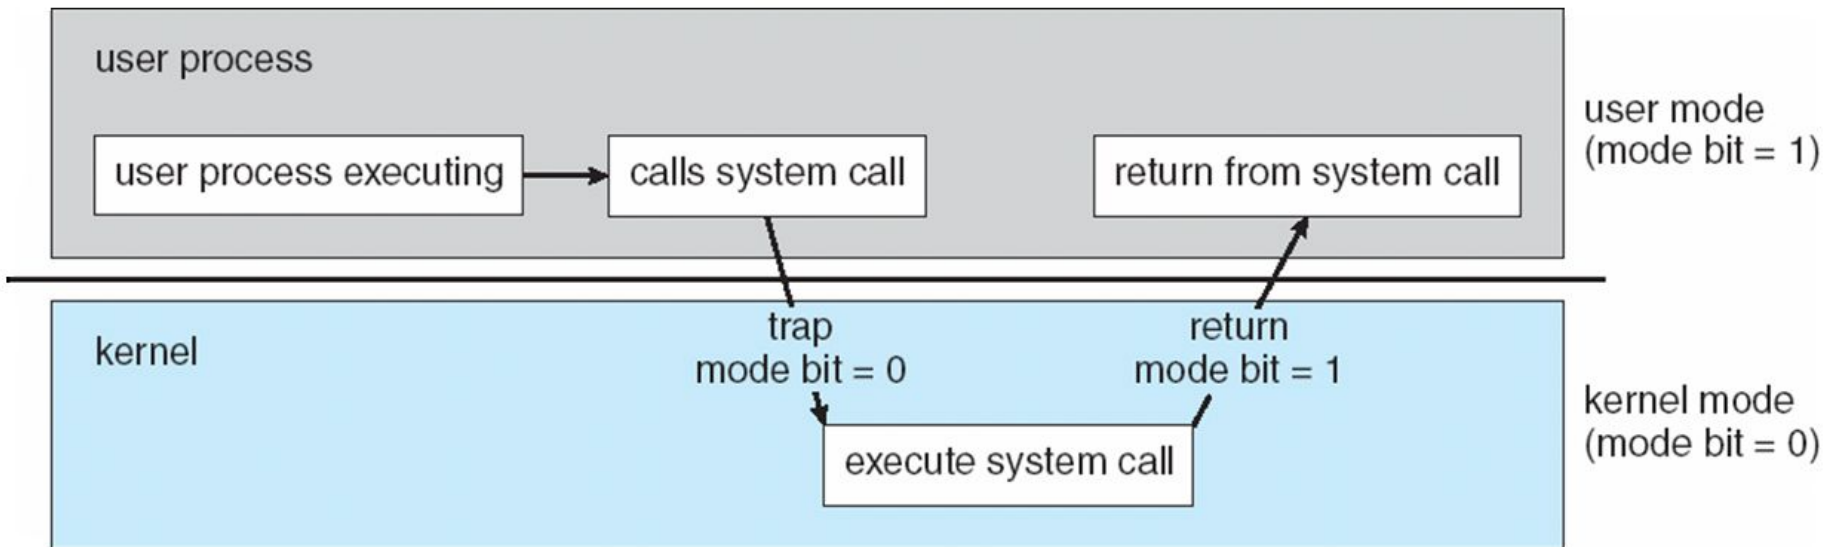 user process
user process executing
calls system call
return from system call
user mode
(mode bit = 1)
kernel
trap
mode bit = 0
return
mode bit = 1
execute system call
kernel mode
(mode bit = 0)